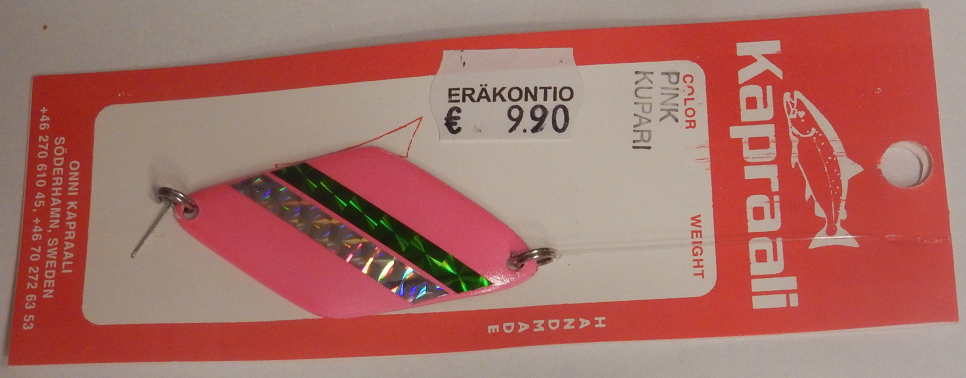 Kapraali
COLOR
PINK
KUPARI
WEIGHT
ERÄKONTIO
€ 9.90
HANDMADE
ONNI KAPRAALI
SÖDERHAMN, SWEDEN
+46 270 610 45, +46 70 272 63 53